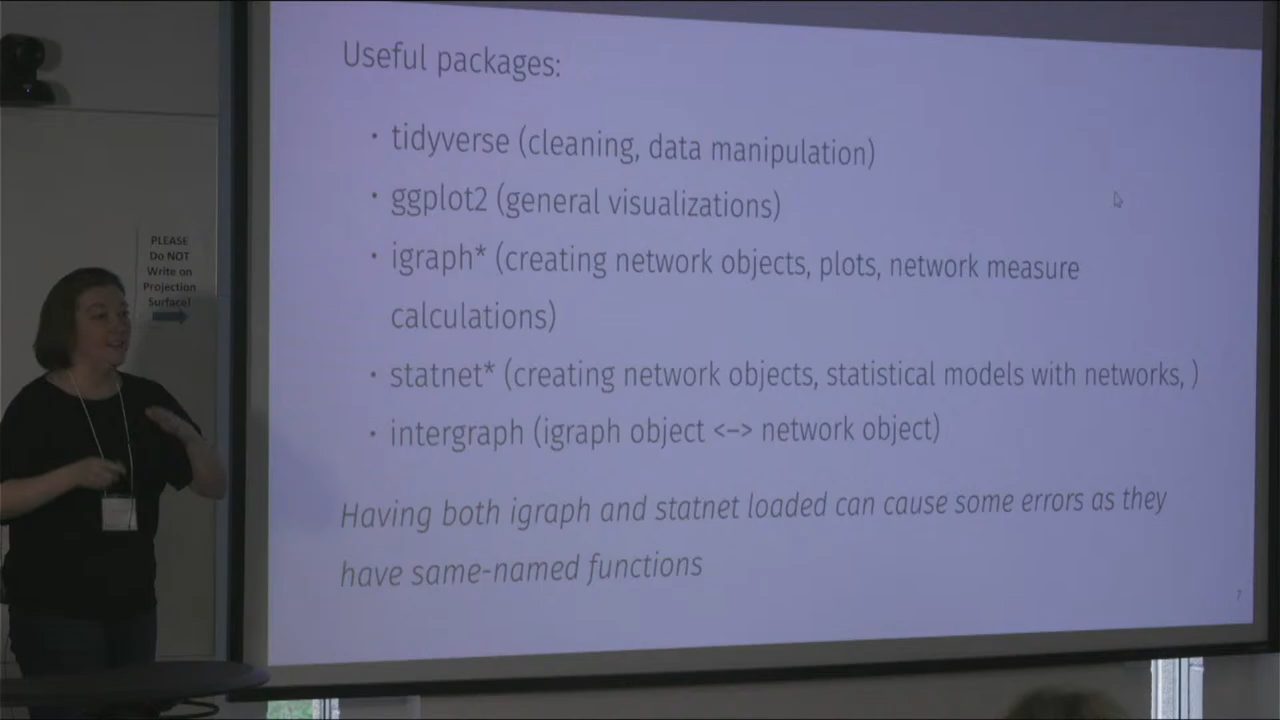 Useful packages:
· tidyverse (cleaning, data manipulation)
· ggplot2 (general visualizations)
· igraph* (creating network objects, plots, network measure
calculations)
· statnet* (creating network objects, statistical models with networks, )
· intergraph (igraph object <–> network object)
Having both igraph and statnet loaded can cause some errors as they
have same-named functions
7
PLEASE
Do NOT
Write on
Projection
Surface!